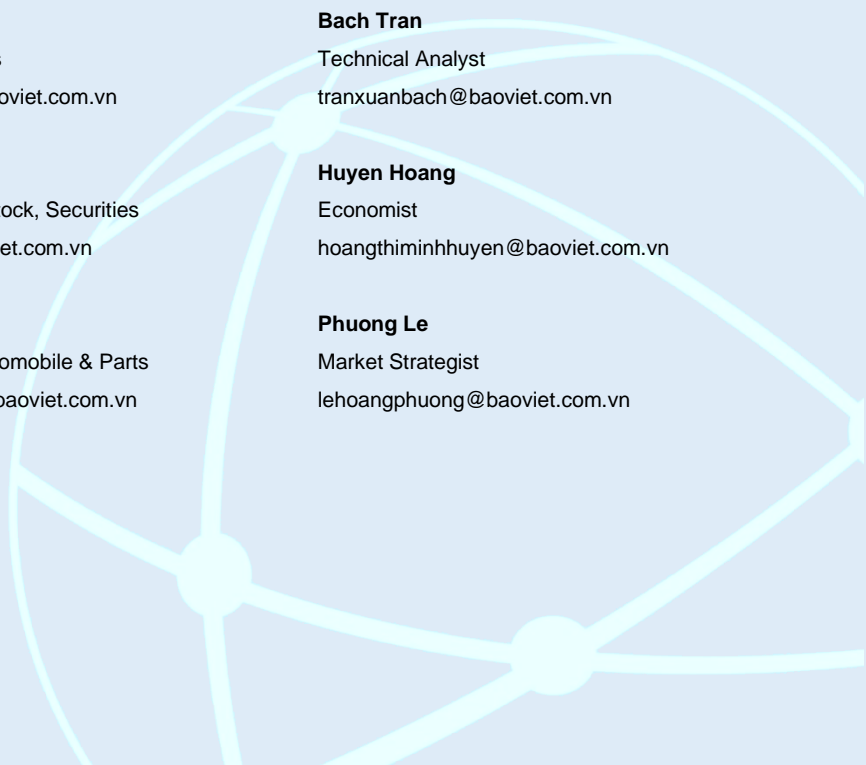 s
oviet.com.vn
tock, Securities
et.com.vn
omobile & Parts
baoviet.com.vn
Bach Tran
Technical Analyst
tranxuanbach@baoviet.com.vn
Huyen Hoang
Economist
hoangthiminhhuyen@baoviet.com.vn
Phuong Le
Market Strategist
lehoangphuong@baoviet.com.vn